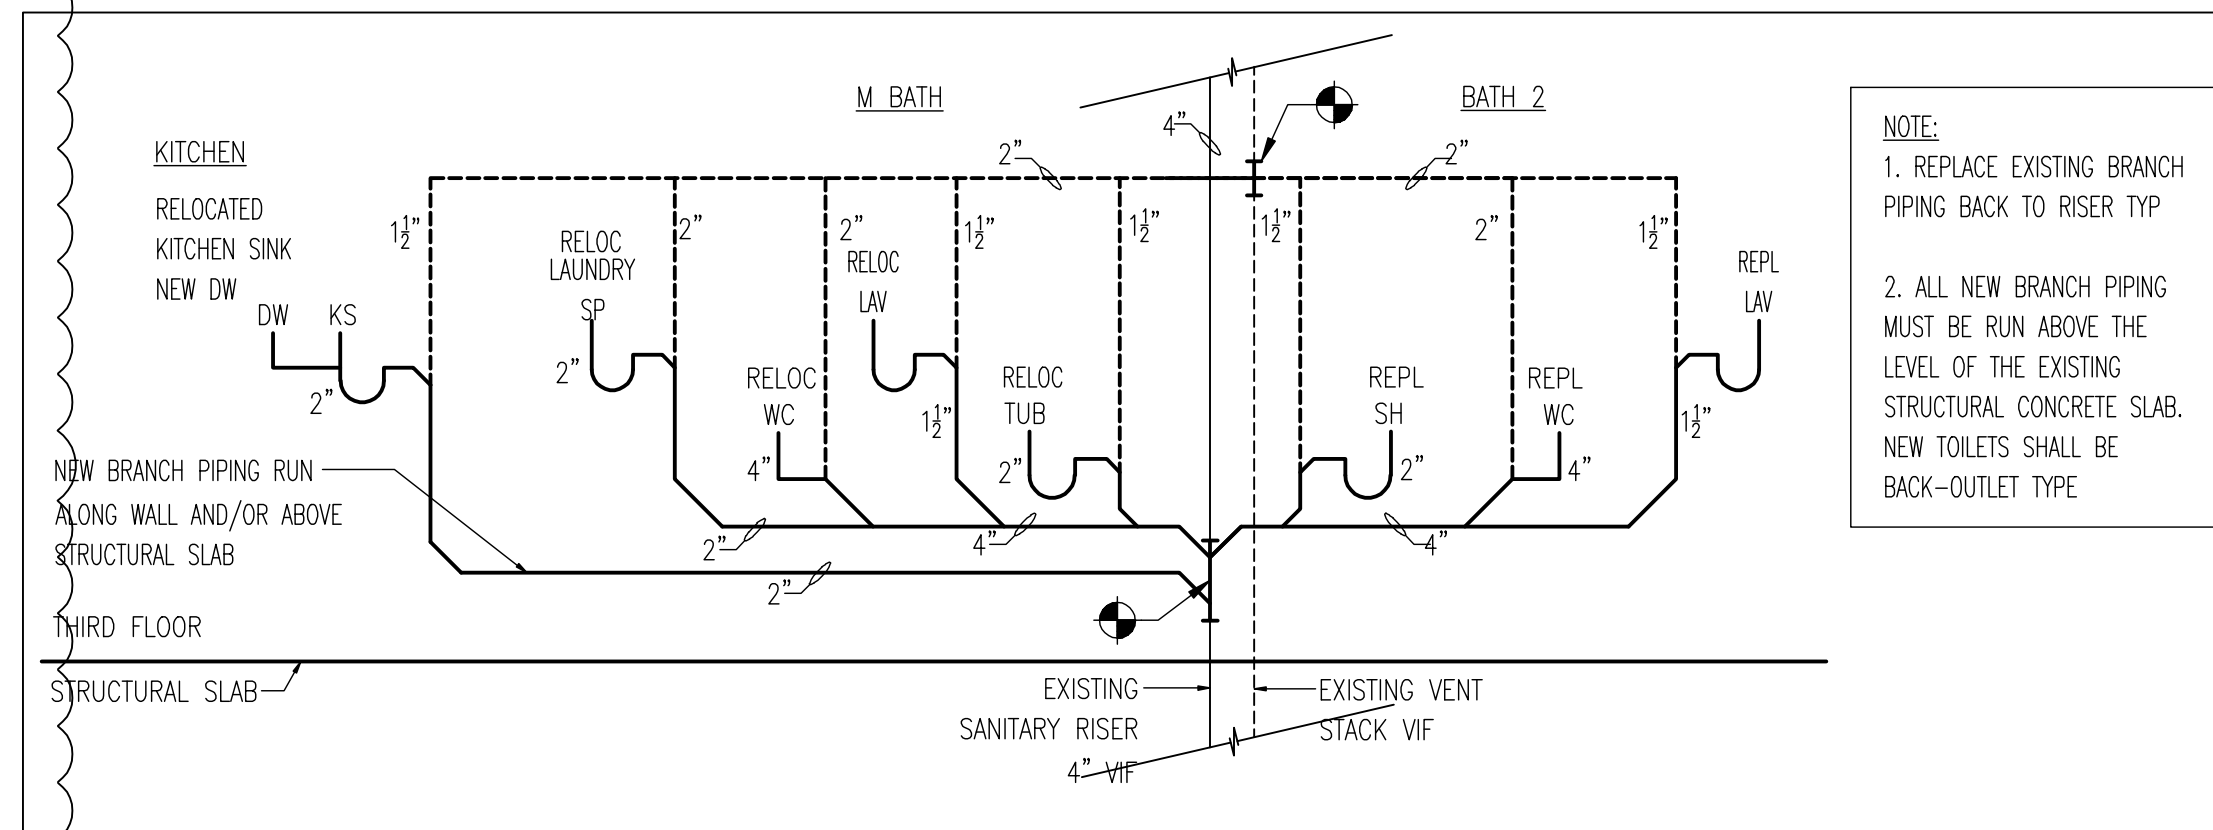 M BATH
BATH 2
KITCHEN
RELOCATED
KITCHEN SINK
NEW DW
DW
KS
2”
1½”
RELOC
LAUNDRY
SP
2”
2”
RELOC
WC
4”
2”
RELOC
LAV
1½”
1½”
RELOC
TUB
2”
1½”
2”
4”
2”
1½”
REPL
SH
2”
2”
REPL
WC
4”
1½”
REPL
LAV
1½”
2”
4”
4”
2”
NEW BRANCH PIPING RUN
ALONG WALL AND/OR ABOVE
STRUCTURAL SLAB
THIRD FLOOR
STRUCTURAL SLAB
EXISTING
SANITARY RISER
4” VIF
EXISTING VENT
STACK VIF
NOTE:
1. REPLACE EXISTING BRANCH
PIPING BACK TO RISER TYP
2. ALL NEW BRANCH PIPING
MUST BE RUN ABOVE THE
LEVEL OF THE EXISTING
STRUCTURAL CONCRETE SLAB.
NEW TOILETS SHALL BE
BACK-OUTLET TYPE